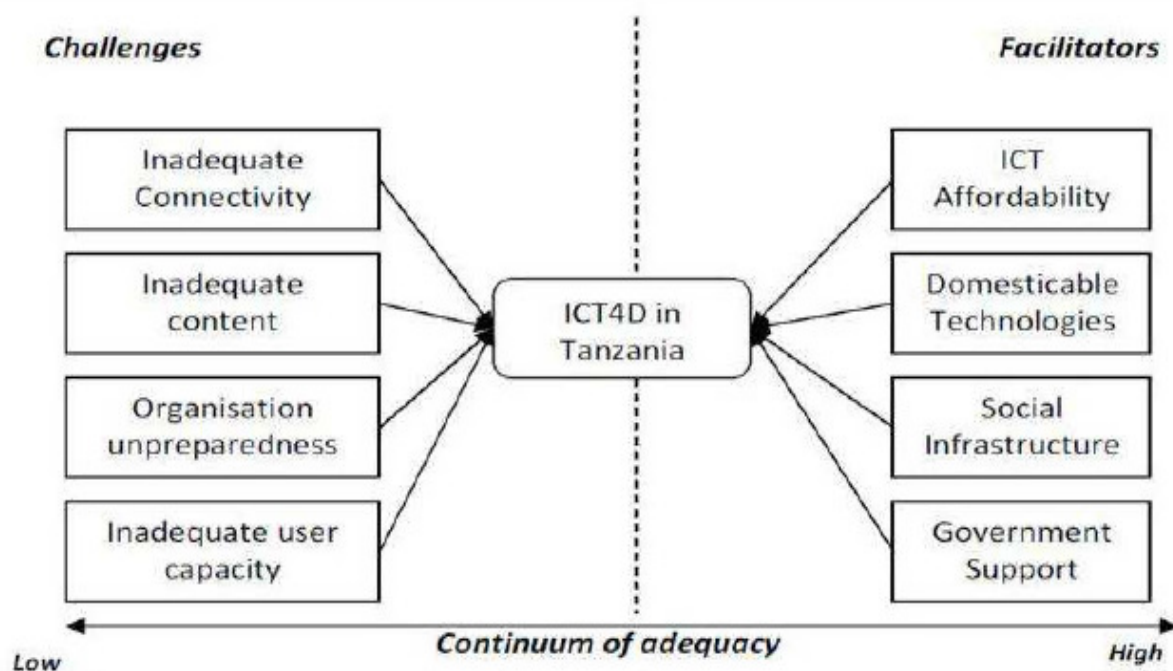 Challenges
Facilitators
Inadequate
Connectivity
Inadequate
content
Organisation
unpreparedness
Inadequate user
capacity
ICT4D in
Tanzania
ICT
Affordability
Domesticable
Technologies
Social
Infrastructure
Government
Support
Low
Continuum of adequacy
High